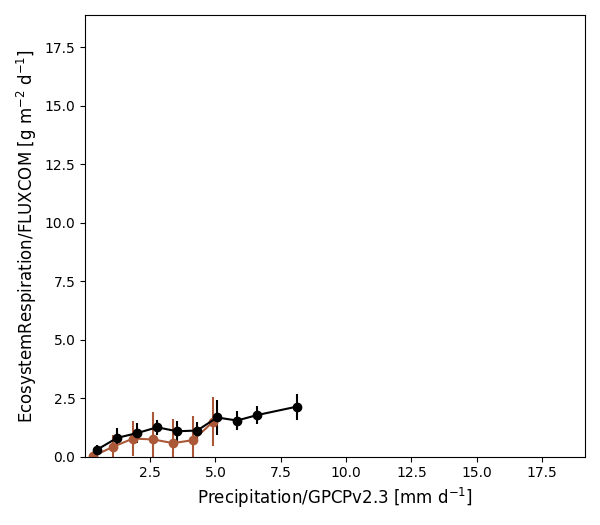 EcosystemRespiration/FLUXCOM [g m⁻² d⁻¹]
17.5
15.0
12.5
10.0
7.5
5.0
2.5
0.0
2.5 5.0 7.5 10.0 12.5 15.0 17.5
Precipitation/GPCPv2.3 [mm d⁻¹]